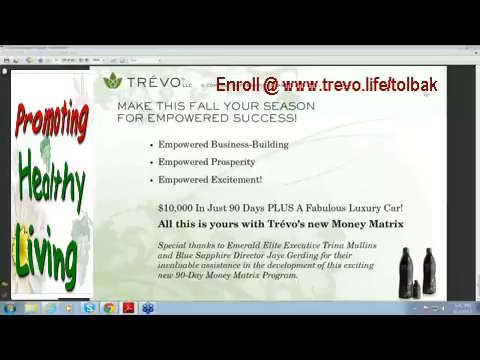 TRÉVO LLC
Enroll @ www.trevo.life/tolbak
Promoting
Healthy
Living
MAKE THIS FALL YOUR SEASON
FOR EMPOWERED SUCCESS!
• Empowered Business-Building
• Empowered Prosperity
• Empowered Excitement!
$10,000 In Just 90 Days PLUS A Fabulous Luxury Car!
All this is yours with Trévo's new Money Matrix
Special thanks to Emerald Elite Executive Trina Mullins
and Blue Sapphire Director Jaye Gerding for their
invaluable assistance in the development of this exciting
new 90-Day Money Matrix Program.